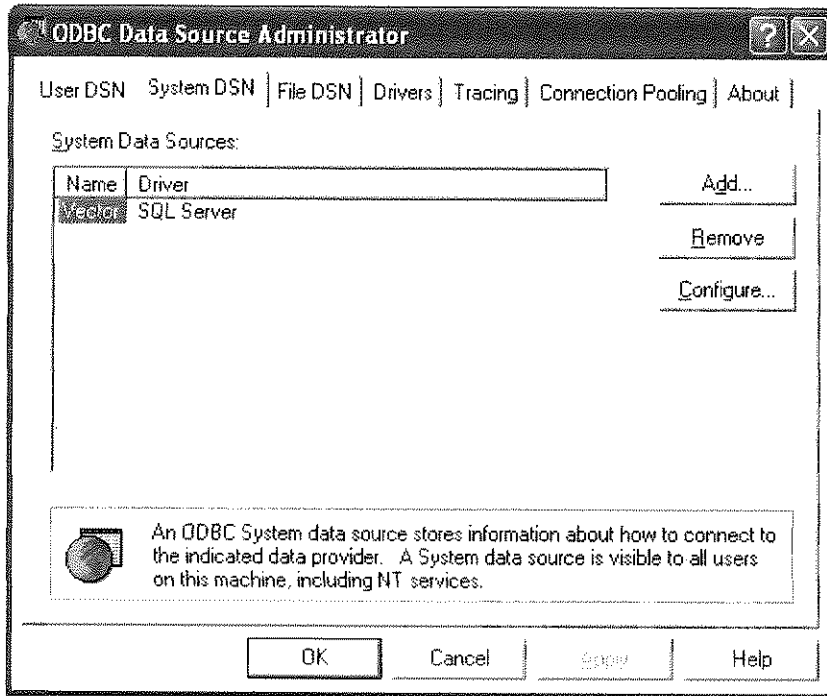 ODBC Data Source Administrator
User DSN System DSN File DSN Drivers Tracing Connection Pooling About
System Data Sources:
Name Driver
Vector SQL Server
Add...
Remove
Configure...
An ODBC System data source stores information about how to connect to
the indicated data provider. A System data source is visible to all users
on this machine, including NT services.
OK Cancel Apply Help